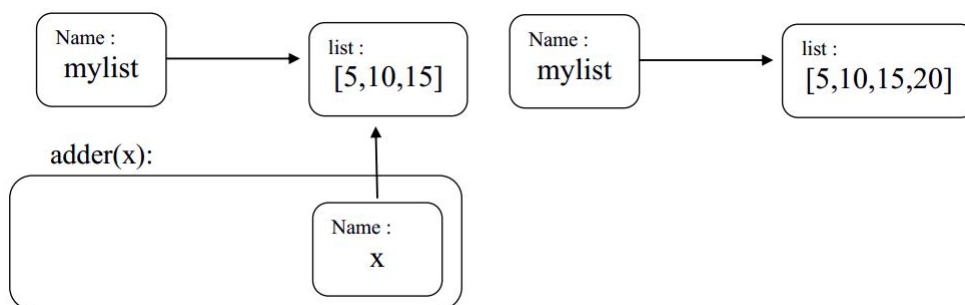 Name :
mylist
list :
[5,10,15]
Name :
mylist
list :
[5,10,15,20]
adder(x):
Name :
x